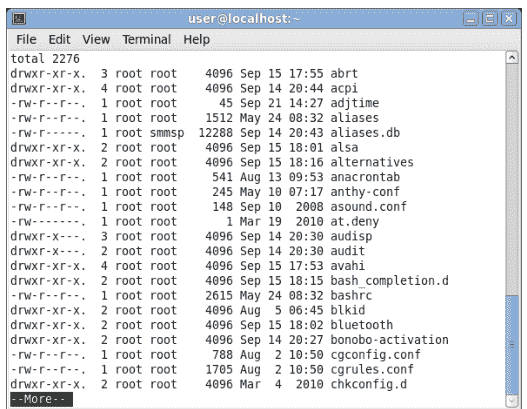 user@localhost:~
File Edit View Terminal Help
total 2276
drwxr-xr-x.  3 root root    4096 Sep 15 17:55 abrt
drwxr-xr-x.  4 root root    4096 Sep 14 20:44 acpi
-rw-r--r--.  1 root root      45 Sep 21 14:27 adjtime
-rw-r--r--.  1 root root    1512 May 24 08:32 aliases
-rw-r-----.  1 root smmsp  12288 Sep 14 20:43 aliases.db
drwxr-xr-x.  2 root root    4096 Sep 15 18:01 alsa
drwxr-xr-x.  2 root root    4096 Sep 15 18:16 alternatives
-rw-r--r--.  1 root root     541 Aug 13 09:53 anacrontab
-rw-r--r--.  1 root root     245 May 10 07:17 anthy-conf
-rw-r--r--.  1 root root     148 Sep 10  2008 asound.conf
-rw-------.  1 root root       1 Mar 19  2010 at.deny
drwxr-x---.  3 root root    4096 Sep 14 20:30 audisp
drwxr-x---.  2 root root    4096 Sep 14 20:30 audit
drwxr-xr-x.  4 root root    4096 Sep 15 17:53 avahi
drwxr-xr-x.  2 root root    4096 Sep 15 18:15 bash_completion.d
-rw-r--r--.  1 root root    2615 May 24 08:32 bashrc
drwxr-xr-x.  2 root root    4096 Aug  5 06:45 blkid
drwxr-xr-x.  2 root root    4096 Sep 15 18:02 bluetooth
drwxr-xr-x.  2 root root    4096 Sep 14 20:27 bonobo-activation
-rw-r--r--.  1 root root     788 Aug  2 10:50 cgconfig.conf
-rw-r--r--.  1 root root    1705 Aug  2 10:50 cgrules.conf
drwxr-xr-x.  2 root root    4096 Mar  4  2010 chkconfig.d
--More--